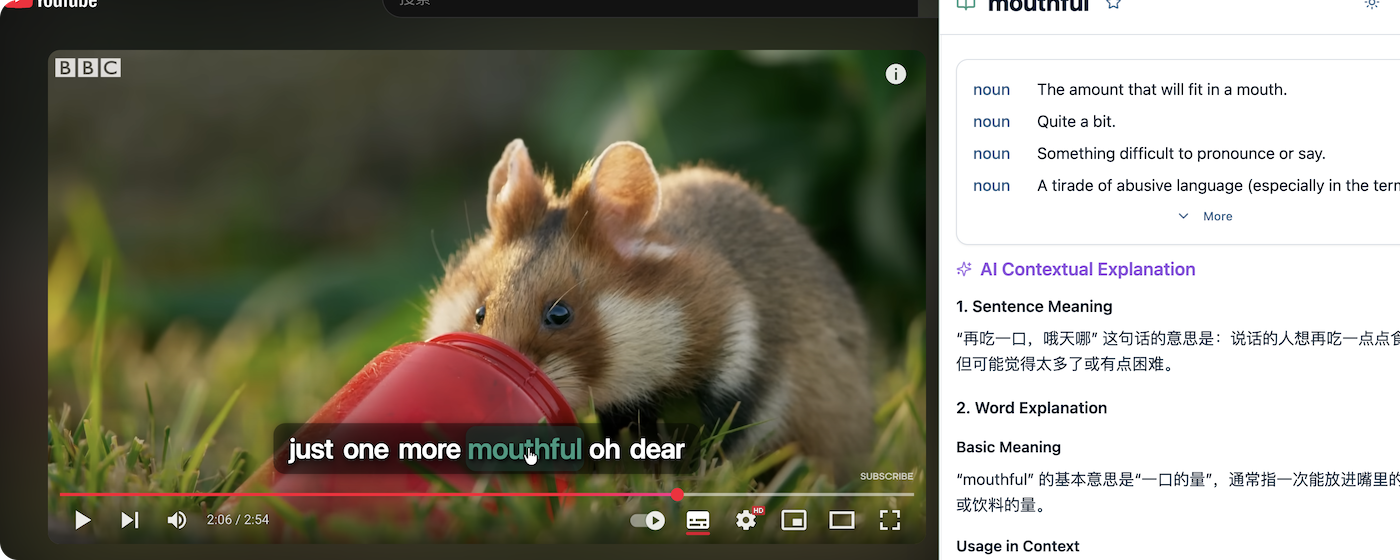 YouTube
搜索
BBC
just one more mouthful oh dear
SUBSCRIBE
2:06 / 2:54
HD
mouthful
noun The amount that will fit in a mouth.
noun Quite a bit.
noun Something difficult to pronounce or say.
noun A tirade of abusive language (especially in the
More
AI Contextual Explanation
1. Sentence Meaning
“再吃一口，哦天哪” 这句话的意思是：说话的人想再吃一点点
但可能觉得太多了或有点困难。
2. Word Explanation
Basic Meaning
“mouthful” 的基本意思是“一口的量”，通常指一次能放进嘴里的
或饮料的量。
Usage in Context